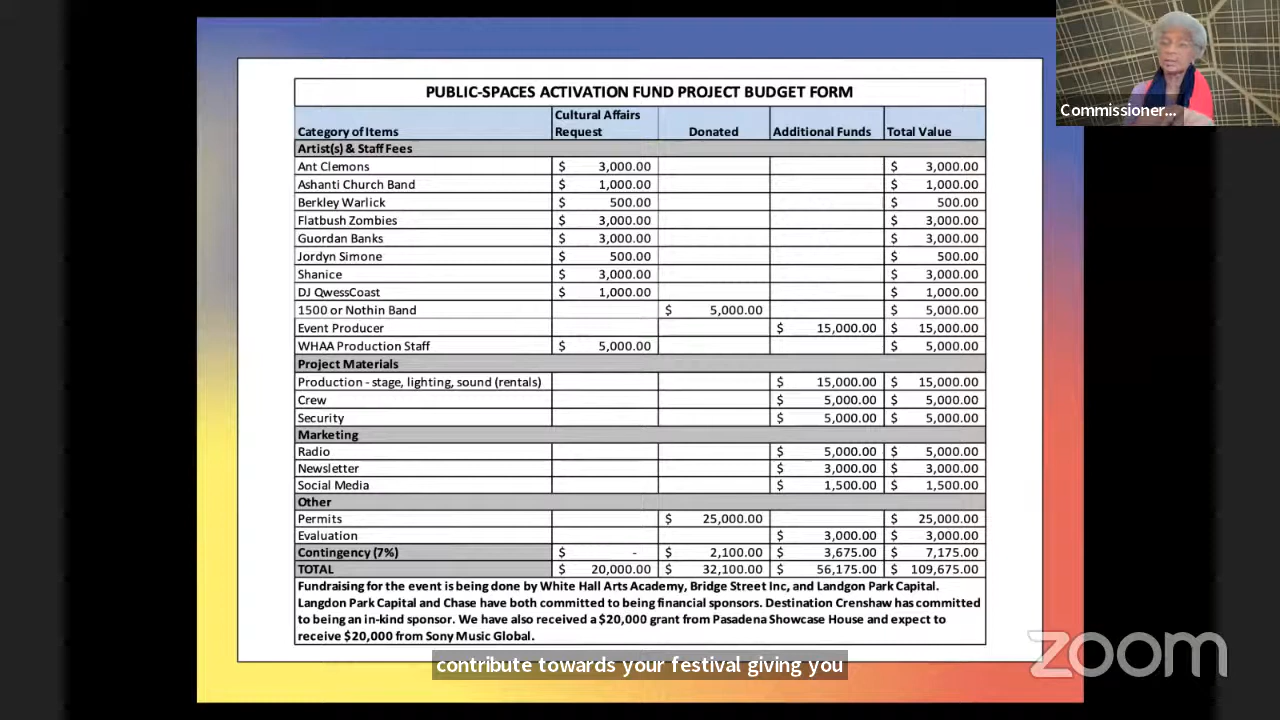 PUBLIC-SPACES ACTIVATION FUND PROJECT BUDGET FORM
Category of Items Cultural Affairs Request Donated Additional Funds Total Value
Artist(s) & Staff Fees
Ant Clemons $ 3,000.00 $ 3,000.00
Ashanti Church Band $ 1,000.00 $ 1,000.00
Berkley Warlick $ 500.00 $ 500.00
Flatbush Zombies $ 3,000.00 $ 3,000.00
Guordan Banks $ 3,000.00 $ 3,000.00
Jordyn Simone $ 500.00 $ 500.00
Shanice $ 3,000.00 $ 3,000.00
DJ QwessCoast $ 1,000.00 $ 1,000.00
1500 or Nothin Band $ 5,000.00 $ 5,000.00
Event Producer $ 15,000.00 $ 15,000.00
WHAA Production Staff $ 5,000.00 $ 5,000.00
Project Materials
Production - stage, lighting, sound (rentals) $ 15,000.00 $ 15,000.00
Crew $ 5,000.00 $ 5,000.00
Security $ 5,000.00 $ 5,000.00
Marketing
Radio $ 5,000.00 $ 5,000.00
Newsletter $ 3,000.00 $ 3,000.00
Social Media $ 1,500.00 $ 1,500.00
Other
Permits $ 25,000.00 $ 25,000.00
Evaluation $ 3,000.00 $ 3,000.00
Contingency (7%) $ - $ 2,100.00 $ 3,675.00 $ 7,175.00
TOTAL $ 20,000.00 $ 32,100.00 $ 56,175.00 $ 109,675.00
Fundraising for the event is being done by White Hall Arts Academy, Bridge Street Inc, and Landgon Park Capital.
Langdon Park Capital and Chase have both committed to being financial sponsors. Destination Crenshaw has committed
to being an in-kind sponsor. We have also received a $20,000 grant from Pasadena Showcase House and expect to
receive $20,000 from Sony Music Global.
contribute towards your festival giving you
Commissioner...
zoom